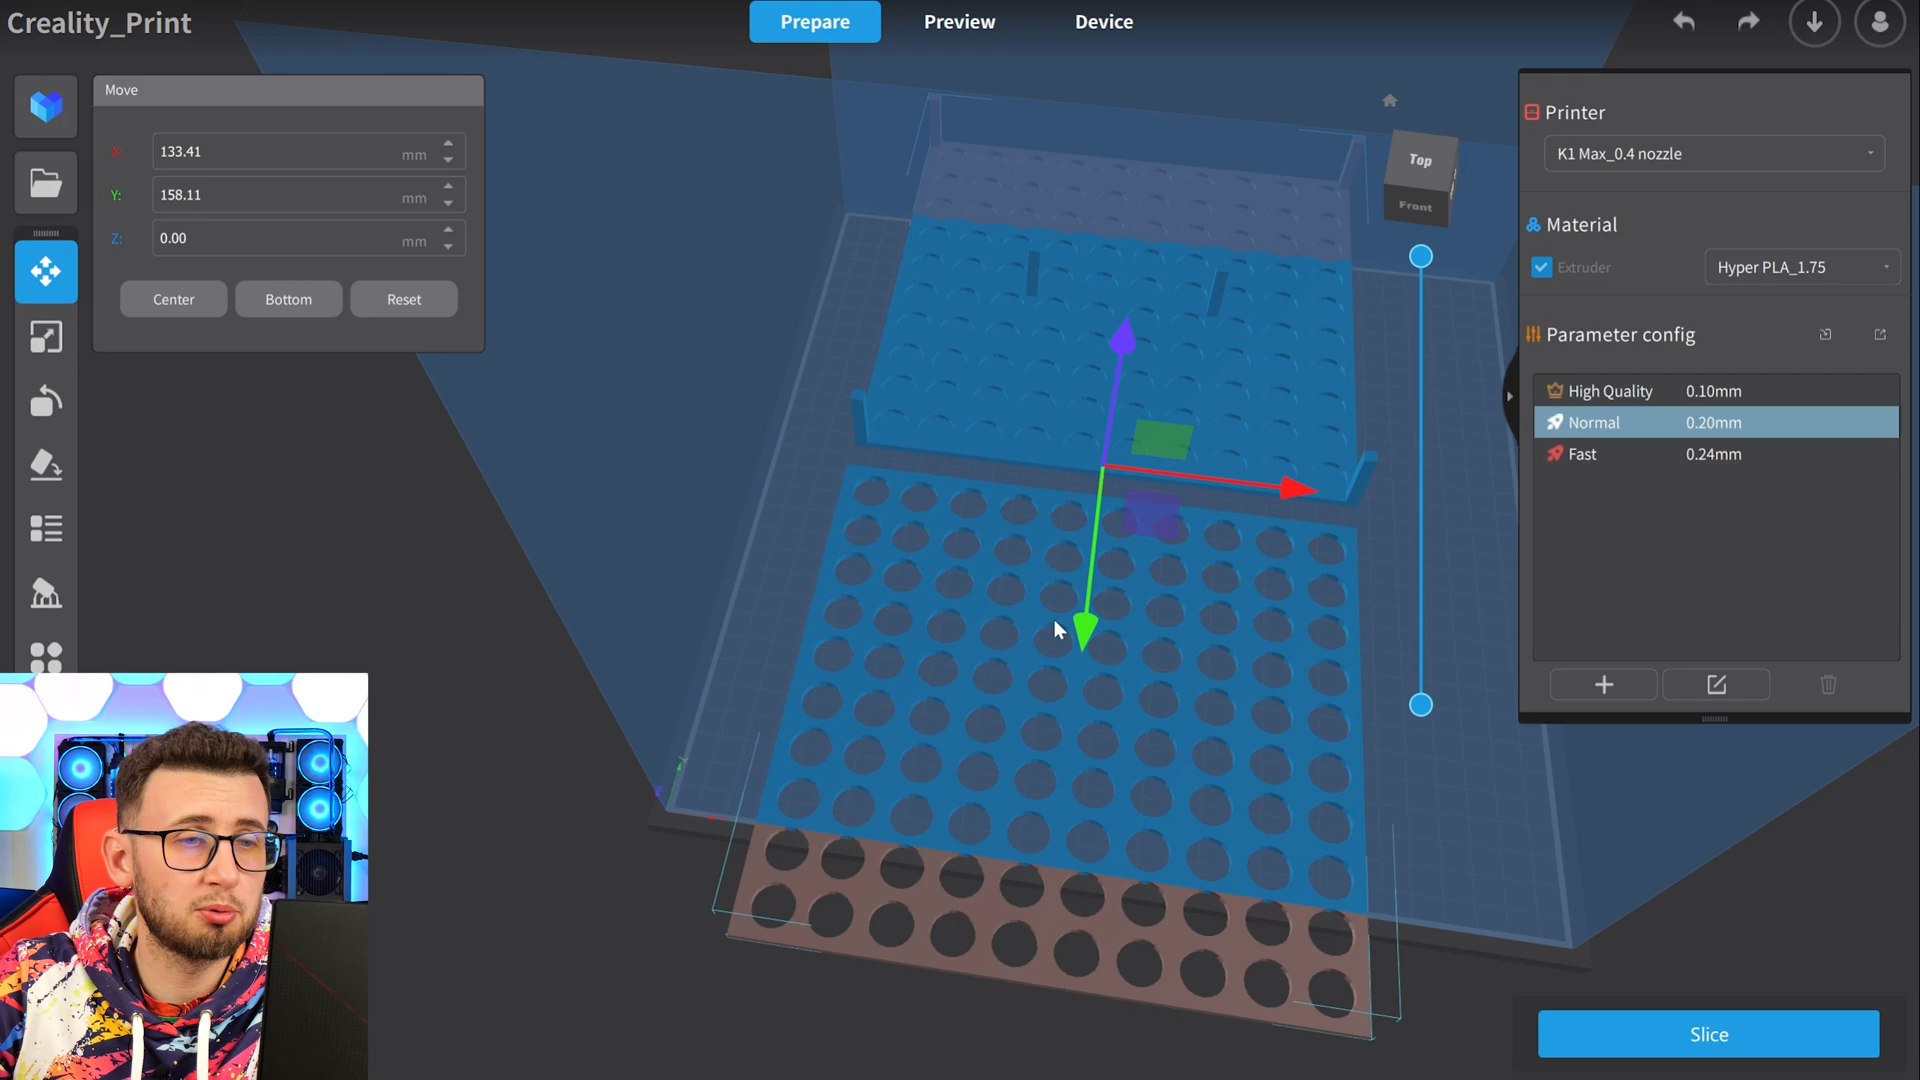 Creality_Print
Prepare
Preview
Device
Move
X:
133.41
mm
Y:
158.11
mm
Z:
0.00
mm
Center
Bottom
Reset
Top
Front
Printer
K1 Max_0.4 nozzle
Material
Extruder
Hyper PLA_1.75
Parameter config
High Quality 0.10mm
Normal 0.20mm
Fast 0.24mm
Slice